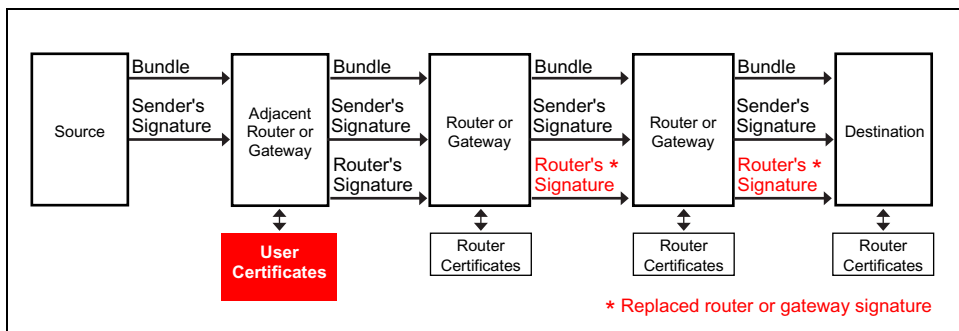 Source
Bundle
Sender's
Signature
Adjacent
Router or
Gateway
Bundle
Sender's
Signature
Router's
Signature
Router or
Gateway
Bundle
Sender's
Signature
Router's *
Signature
Router or
Gateway
Bundle
Sender's
Signature
Router's *
Signature
Destination
User
Certificates
Router
Certificates
Router
Certificates
Router
Certificates
* Replaced router or gateway signature